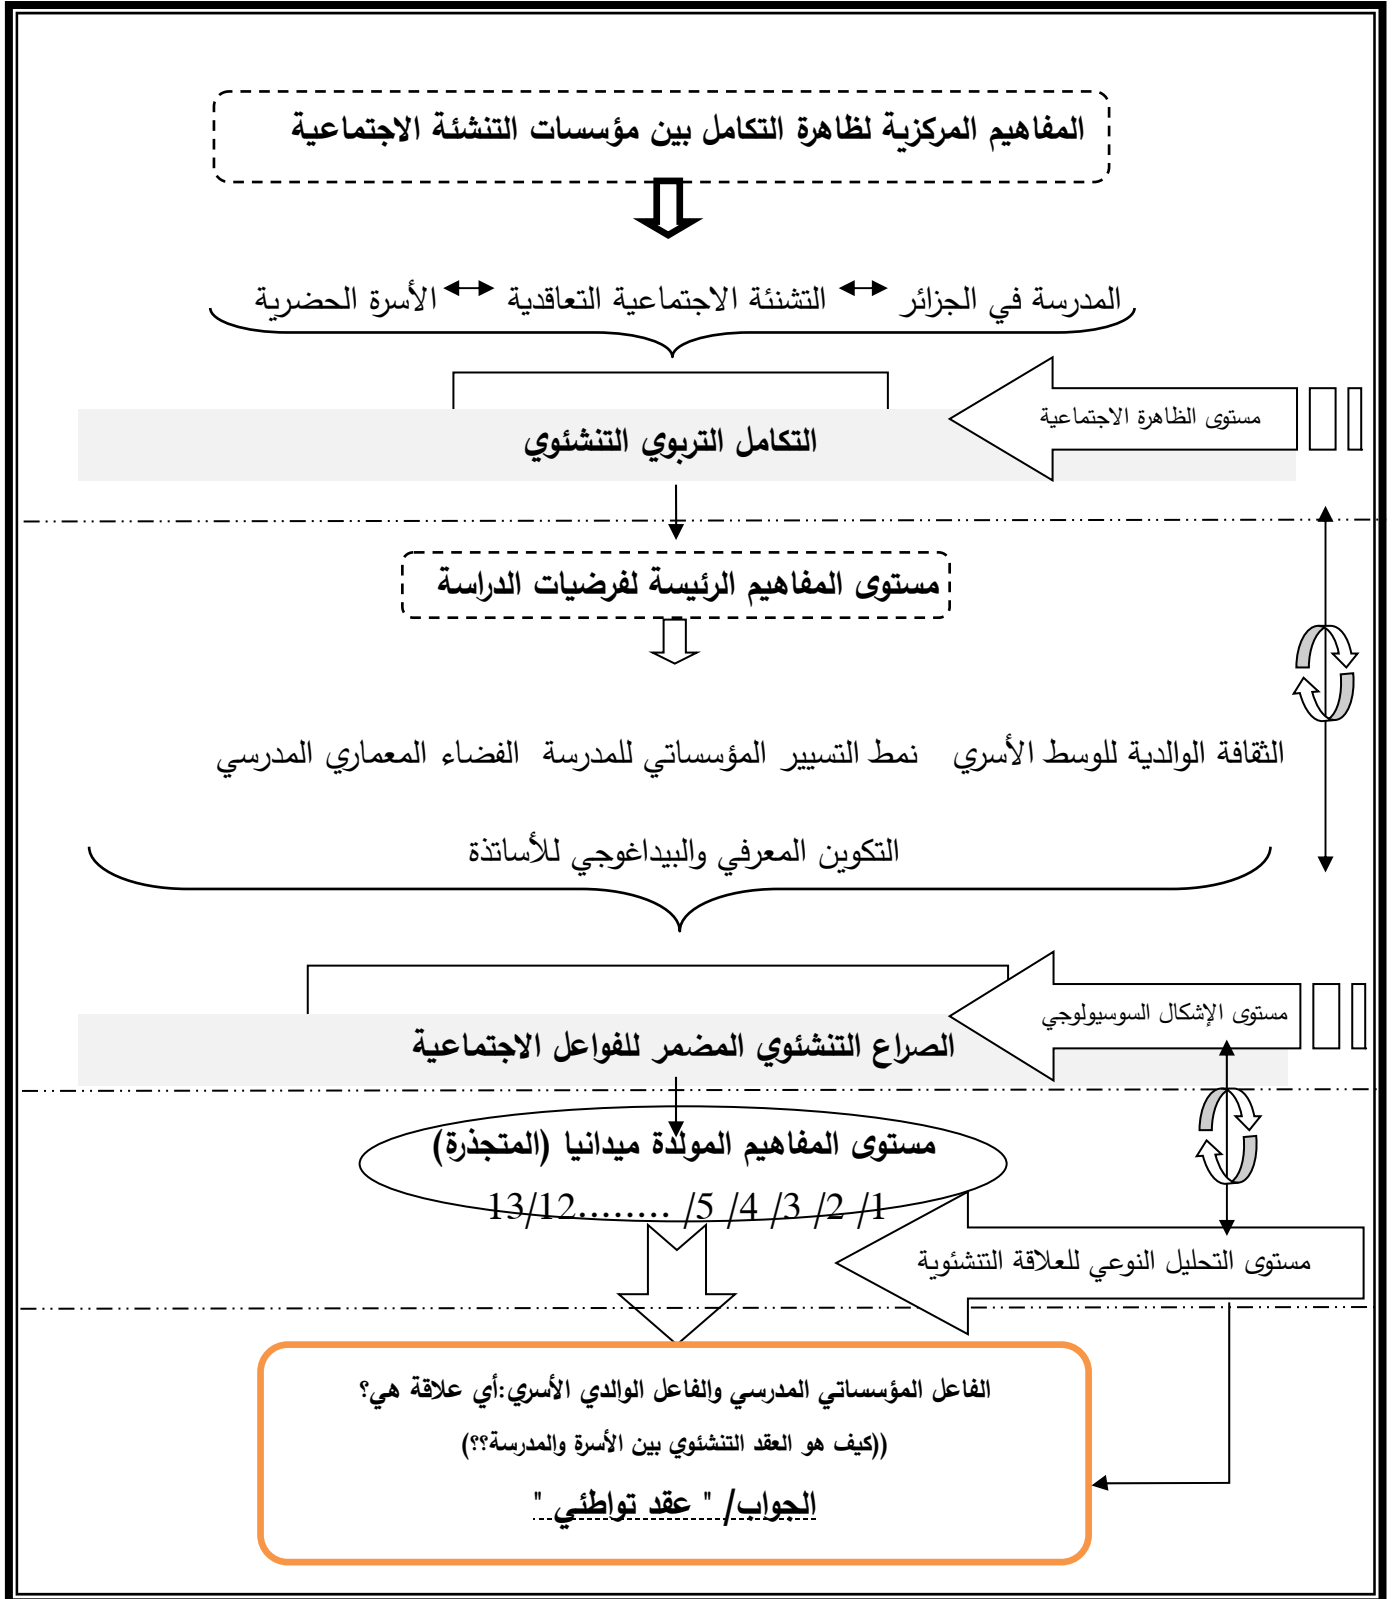 المفاهيم المركزية لظاهرة التكامل بين مؤسسات التنشئة الاجتماعية
المدرسة في الجزائر التشنئة الاجتماعية التعاقدية الأسرة الحضرية
مستوى الظاهرة الاجتماعية
التكامل التربوي التنشئوي
مستوى المفاهيم الرئيسة لفرضيات الدراسة
الثقافة الوالدية للوسط الأسري نمط التسيير المؤسساتي للمدرسة الفضاء المعماري المدرسي
التكوين المعرفي والبيداغوجي للأساتذة
مستوى الإشكال السوسيولوجي
الصراع التنشئوي المضمر للفواعل الاجتماعية
مستوى المفاهيم المولدة ميدانيا (المتجذرة)
1/ 2/ 3/ 4/ 5/ ........13/12
مستوى التحليل النوعي للعلاقة التنشئوية
الفاعل المؤسساتي المدرسي والفاعل الوالدي الأسري:أي علاقة هي؟
((كيف هو العقد التنشئوي بين الأسرة والمدرسة؟؟)
الجواب/ " عقد تواطئي "